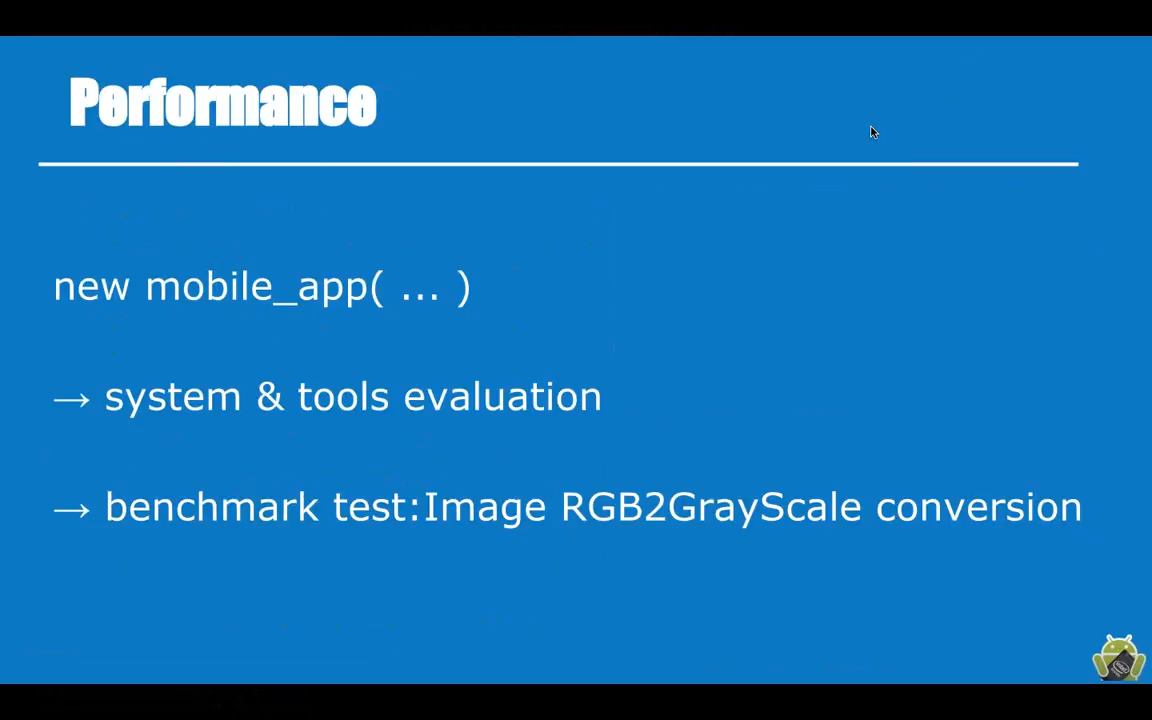 Performance
new mobile_app( ... )
→ system & tools evaluation
→ benchmark test:Image RGB2GrayScale conversion